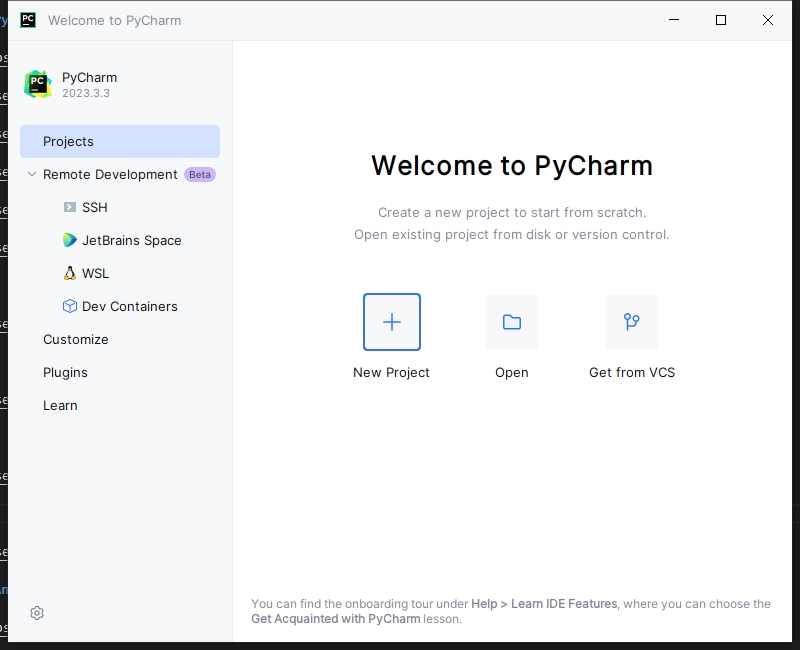 Welcome to PyCharm
PyCharm
2023.3.3
Projects
Remote Development Beta
SSH
JetBrains Space
WSL
Dev Containers
Customize
Plugins
Learn
Welcome to PyCharm
Create a new project to start from scratch.
Open existing project from disk or version control.
New Project
Open
Get from VCS
You can find the onboarding tour under Help > Learn IDE Features, where you can choose the
Get Acquainted with PyCharm lesson.